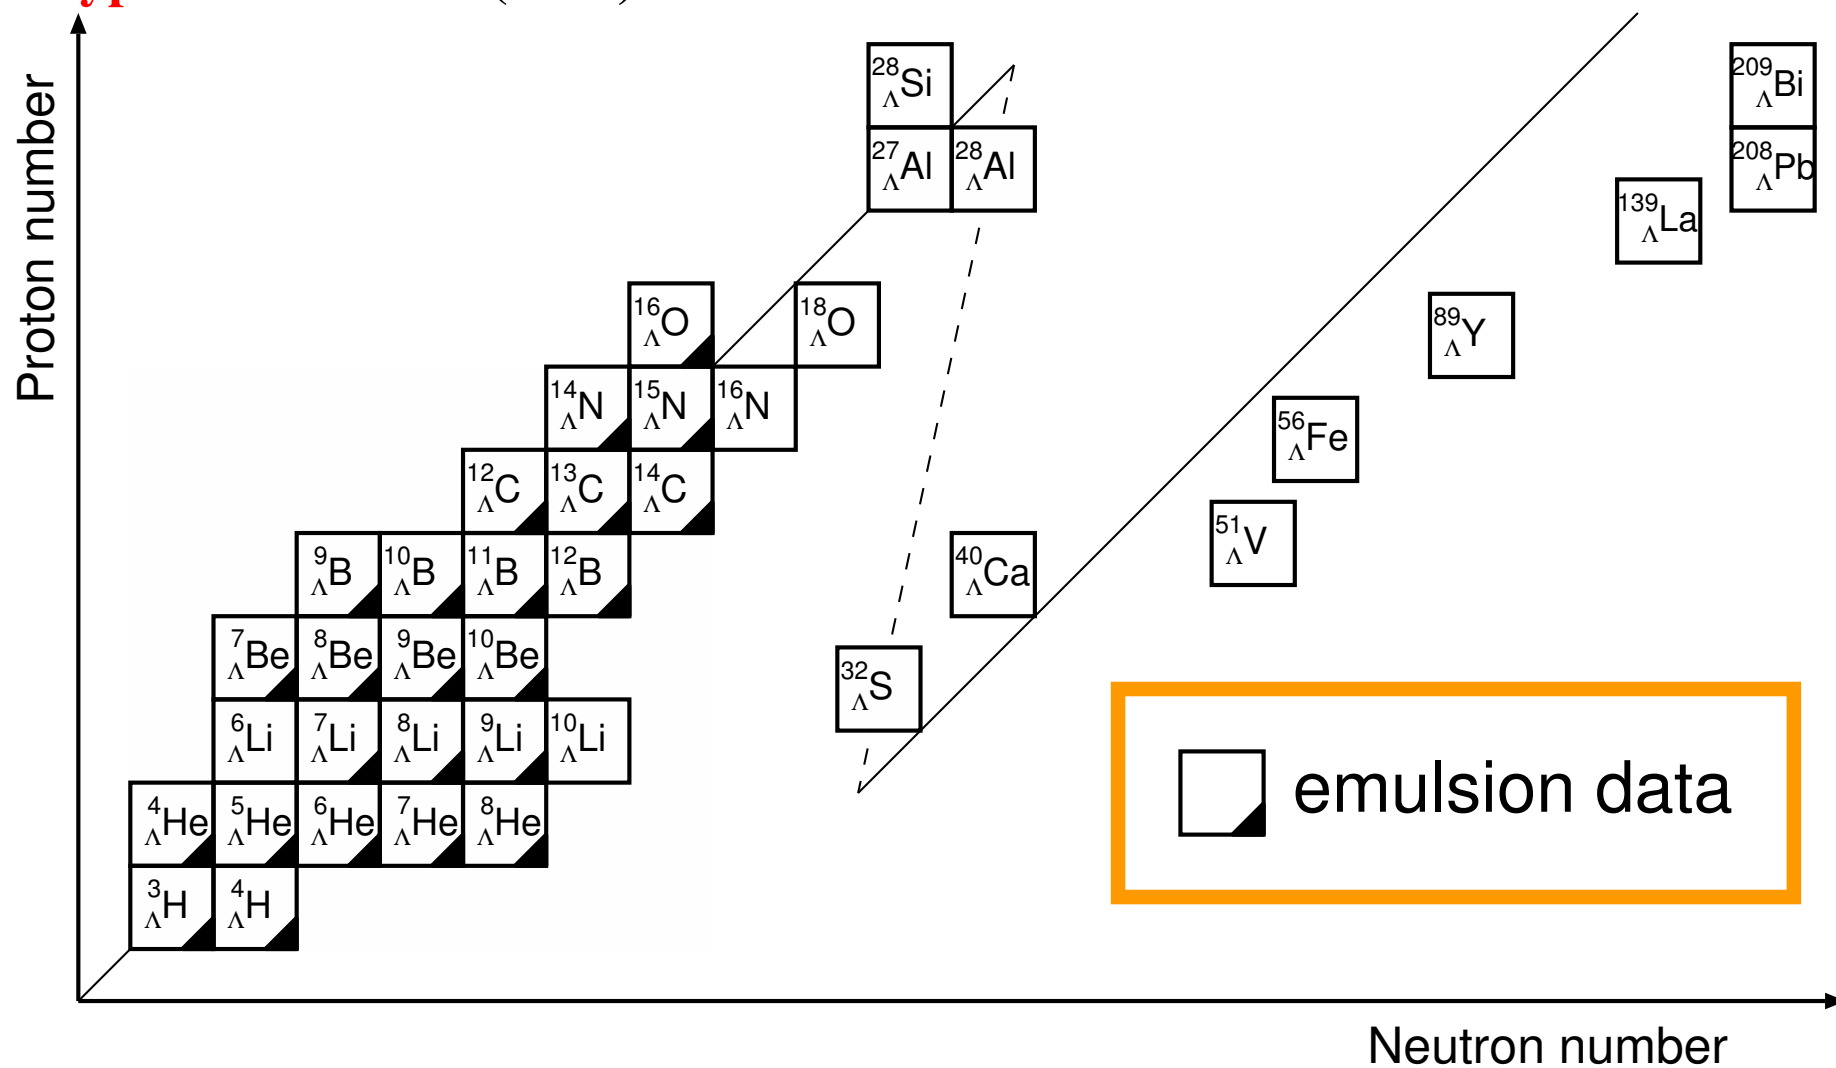 Proton number
28ΛSi 209ΛBi
27ΛAl 28ΛAl 208ΛPb
139ΛLa
16ΛO 18ΛO 89ΛY
14ΛN 15ΛN 16ΛN
56ΛFe
12ΛC 13ΛC 14ΛC
51ΛV
9ΛB 10ΛB 11ΛB 12ΛB 40ΛCa
7ΛBe 8ΛBe 9ΛBe 10ΛBe
32ΛS
6ΛLi 7ΛLi 8ΛLi 9ΛLi 10ΛLi
emulsion data
4ΛHe 5ΛHe 6ΛHe 7ΛHe 8ΛHe
3ΛH 4ΛH
Neutron number